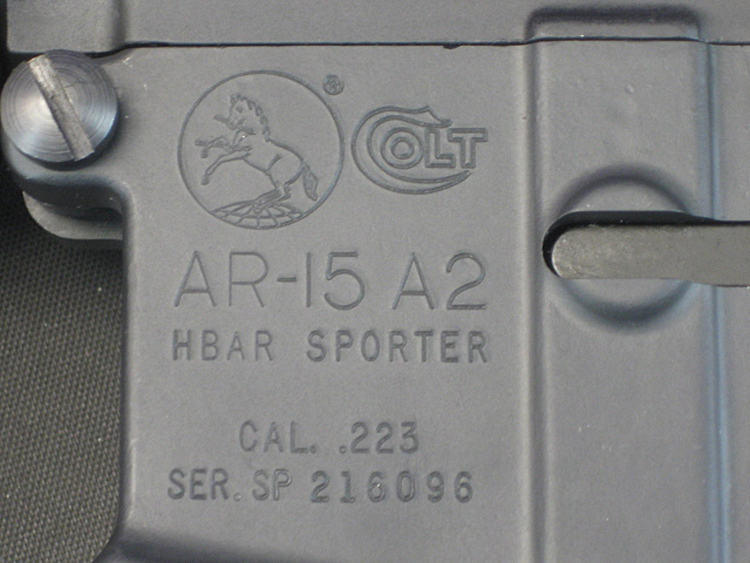 ®
COLT
AR-15 A2
HBAR SPORTER
CAL. .223
SER. SP 216096